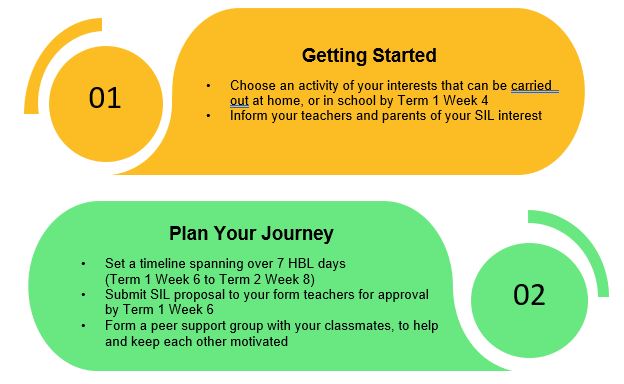 01
Getting Started
• Choose an activity of your interests that can be carried
out at home, or in school by Term 1 Week 4
• Inform your teachers and parents of your SIL interest
Plan Your Journey
• Set a timeline spanning over 7 HBL days
(Term 1 Week 6 to Term 2 Week 8)
• Submit SIL proposal to your form teachers for approval
by Term 1 Week 6
• Form a peer support group with your classmates, to help
and keep each other motivated
02